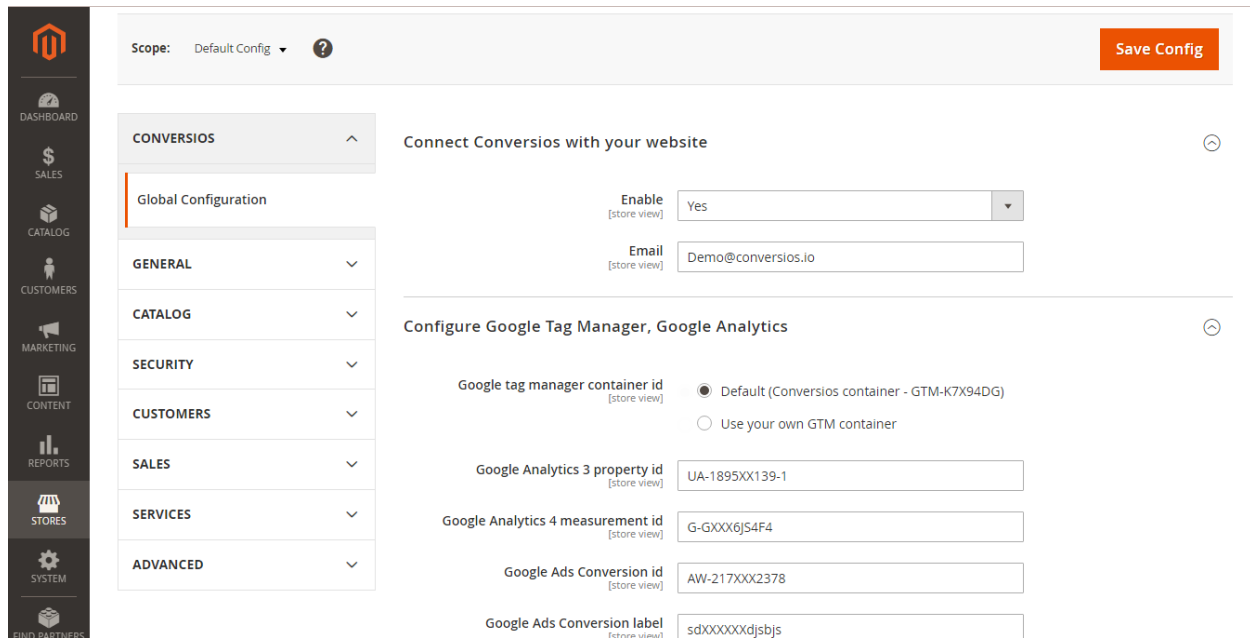 Scope: Default Config ?
Save Config
DASHBOARD
SALES
CATALOG
CUSTOMERS
MARKETING
CONTENT
REPORTS
STORES
SYSTEM
FIND PARTNERS
CONVERSIOS
Global Configuration
GENERAL
CATALOG
SECURITY
CUSTOMERS
SALES
SERVICES
ADVANCED
Connect Conversios with your website
Enable Yes
[store view]
Email Demo@conversios.io
[store view]
Configure Google Tag Manager, Google Analytics
Google tag manager container id Default (Conversios container - GTM-K7X94DG)
[store view]
Use your own GTM container
Google Analytics 3 property id UA-1895XX139-1
[store view]
Google Analytics 4 measurement id G-GXXX6JS4F4
[store view]
Google Ads Conversion id AW-217XXX2378
[store view]
Google Ads Conversion label sdXXXXXXdjsbjs
[store view]